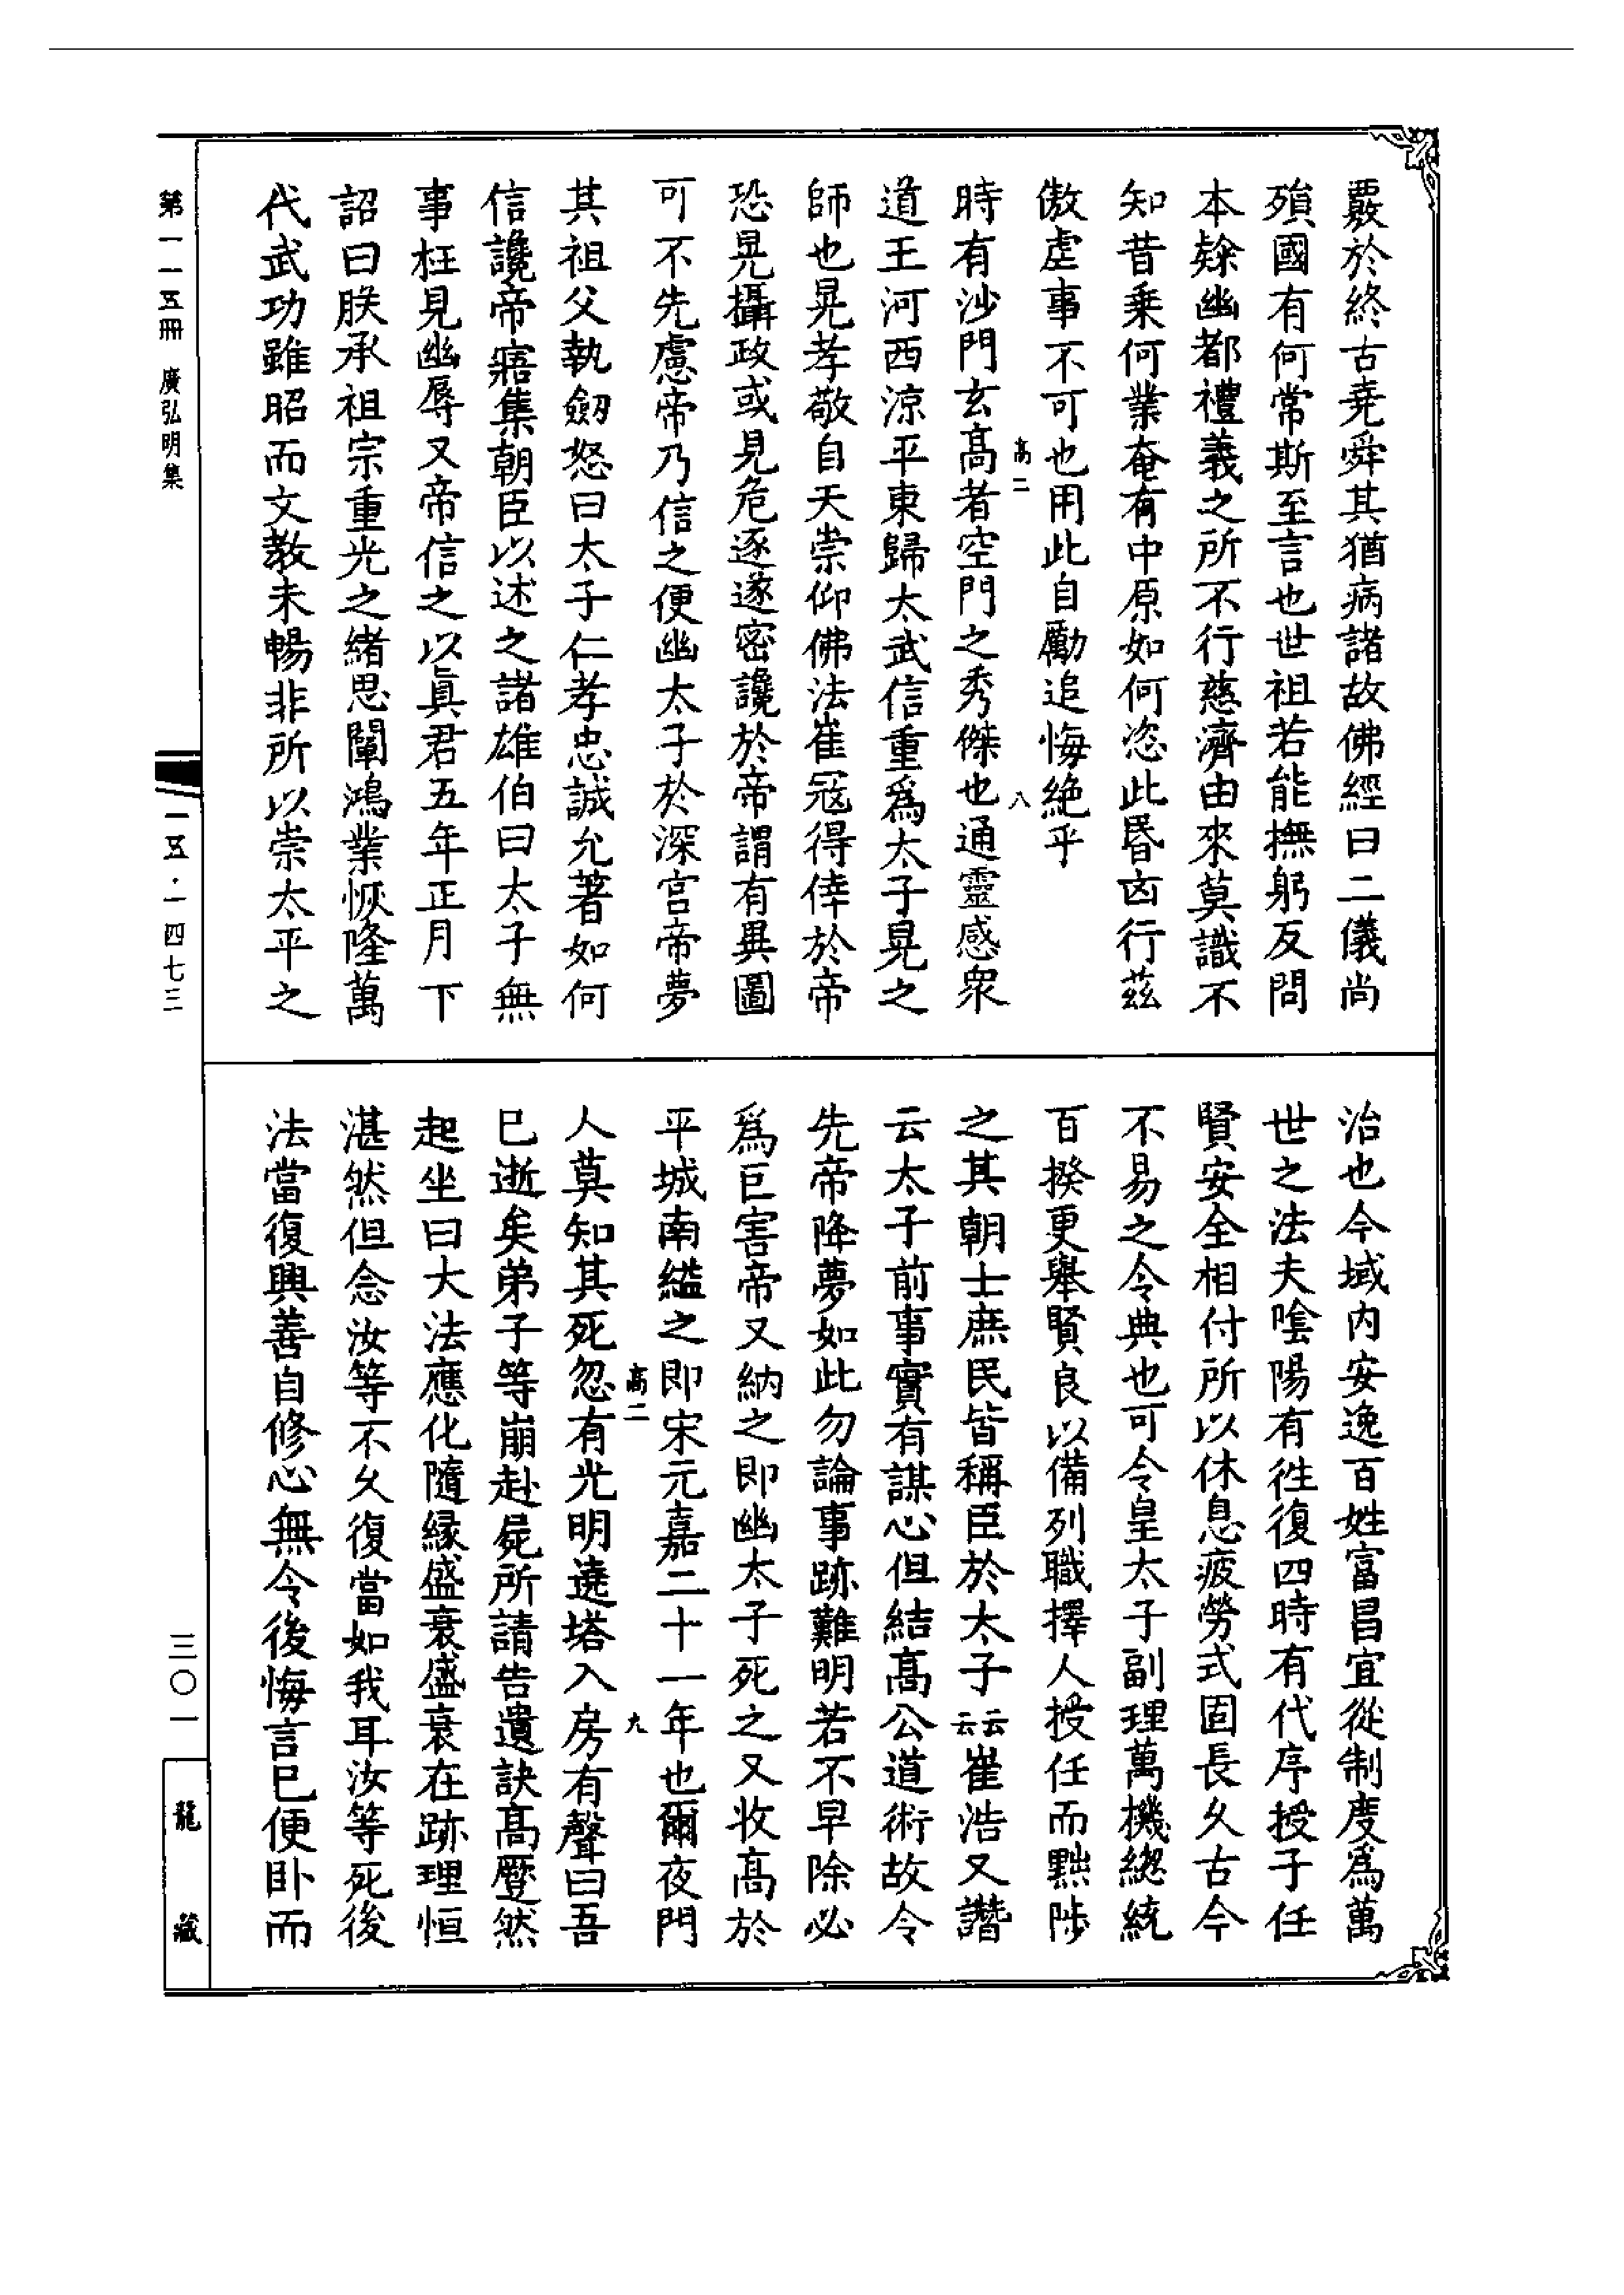 覈於終古堯舜其猶病諸故佛經曰二儀尚
殞國有何常斯至言也世祖若能撫躬反問
本緣幽都禮義之所不行慈濟由來莫識不
知昔乗何業奄有中原如何恣此昬㐫行茲
傲虐事不可也用此自勵追悔絶乎
高二
八
時有沙門玄髙者空門之秀傑也通靈感衆
道王河西涼平東歸太武信重爲太子晃之
師也晃孝敬自天崇仰佛法崔冦得倖於帝
恐晃攝政或見危逐遂密讒於帝謂有異圖
可不先慮帝乃信之便幽太子於深宫帝夢
其祖父執劒怒曰太子仁孝忠誠允著如何
信讒帝寤集朝臣以述之諸雄伯曰太子無
事枉見幽辱又帝信之以眞君五年正月下
詔曰朕承祖宗重光之緒思闡鴻業恢隆萬
代武功雖昭而文教未暢非所以崇太平之
治也今域内安逸百姓富昌宜從制度爲萬
世之法夫隂陽有徃復四時有代序授子任
賢安全相付所以休息疲勞式固長久古今
不易之令典也可令皇太子副理萬機緫統
百揆更舉賢良以備列職擇人授任而黜陟
之其朝士庶民皆稱臣於太子云云崔浩又譖
云太子前事實有謀心但結髙公道術故令
先帝降夢如此勿論事跡難明若不早除必
爲巨害帝又納之即幽太子死之又收髙於
平城南縊之即宋元嘉二十一年也爾夜門
高二
九
人莫知其死忽有光明遶塔入房有聲曰吾
巳逝矣弟子等崩赴屍所請告遺訣髙蹷然
起坐曰大法應化隨緣盛衰盛衰在跡理恒
湛然但念汝等不久復當如我耳汝等死後
法當復興善自修心無令後悔言巳便卧而
第一一五冊 廣弘明集
一五·一四七三
三〇一
龍藏